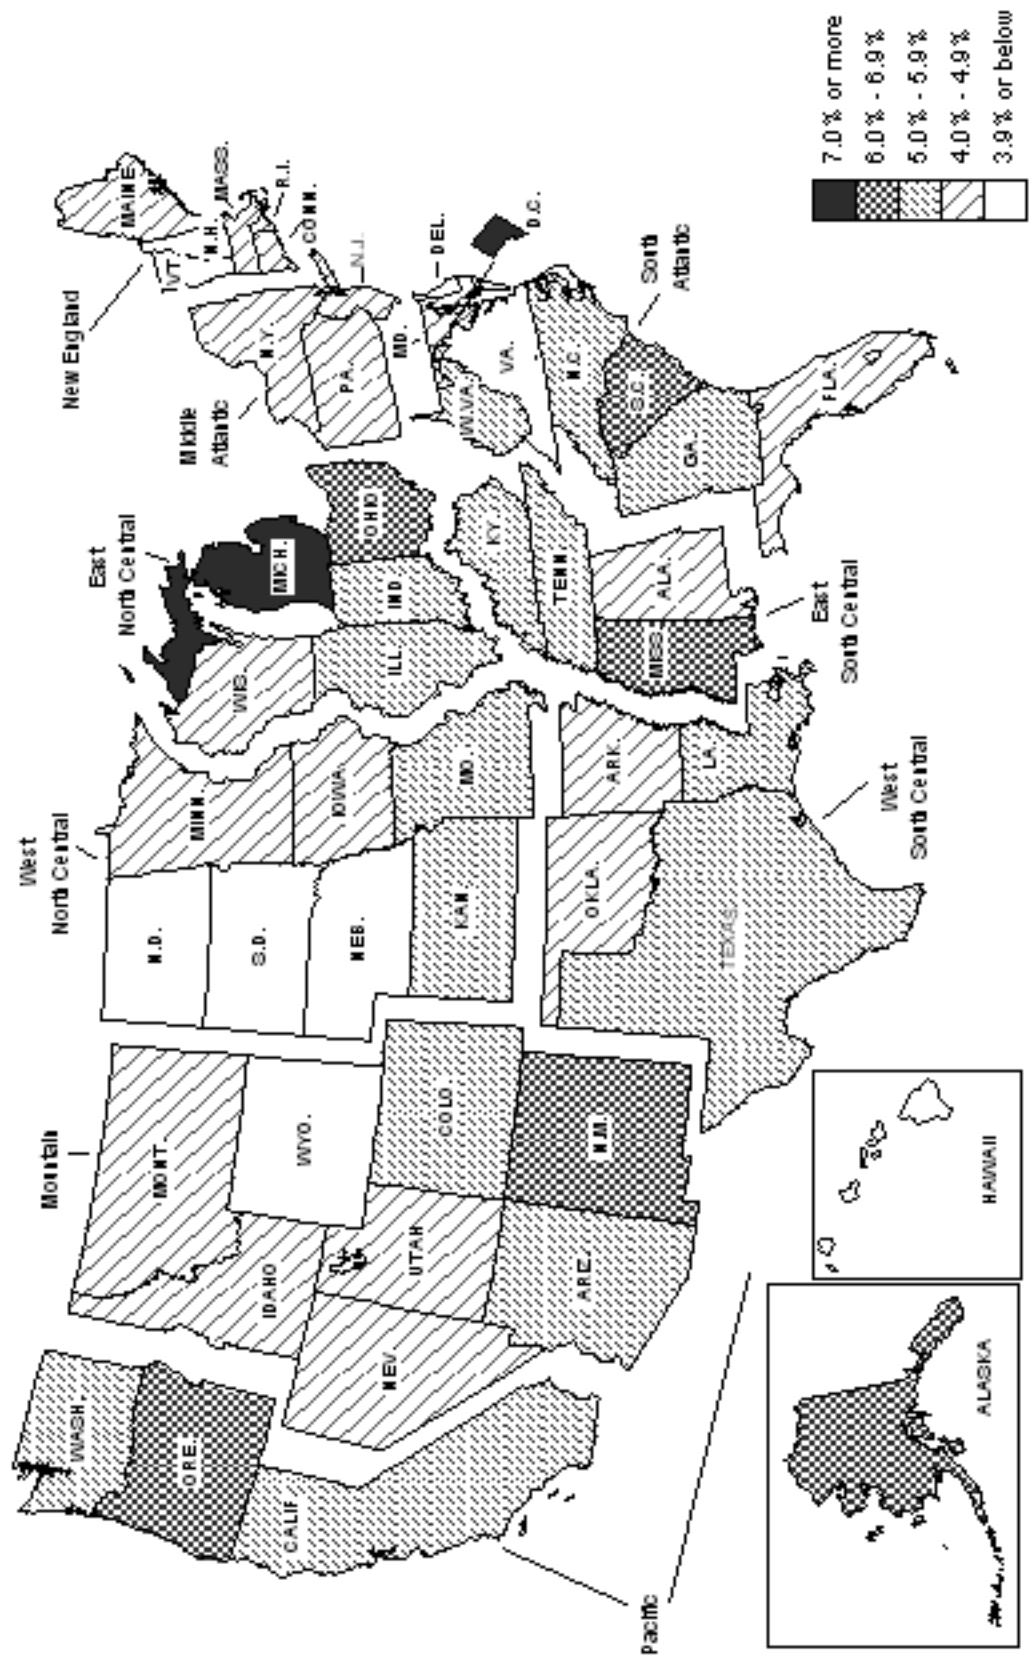 New England
MAINE
VT.
N.H.
MASS.
R.I.
CONN.
Middle
Atlantic
N.Y.
PA.
N.J.
DEL.
D.C.
MD.
W.VA.
VA.
N.C.
S.C.
GA.
FLA.
South
Atlantic
East
North Central
MICH.
OHIO
IND
ILL
WIS.
KY.
TENN
ALA.
MISS
East
South Central
West
North Central
MINN.
IOWA
MO.
N.D.
S.D.
NEB.
KAN
ARK.
LA.
OKLA.
TEXAS
West
South Central
Mountain
MONT
WYO.
COLO
N.M.
IDAHO
UTAH
ARIZ.
NEV.
WASH.
ORE.
CALIF
Pacific
ALASKA
HAWAII
7.0% or more
6.0% - 6.9%
5.0% - 5.9%
4.0% - 4.9%
3.9% or below